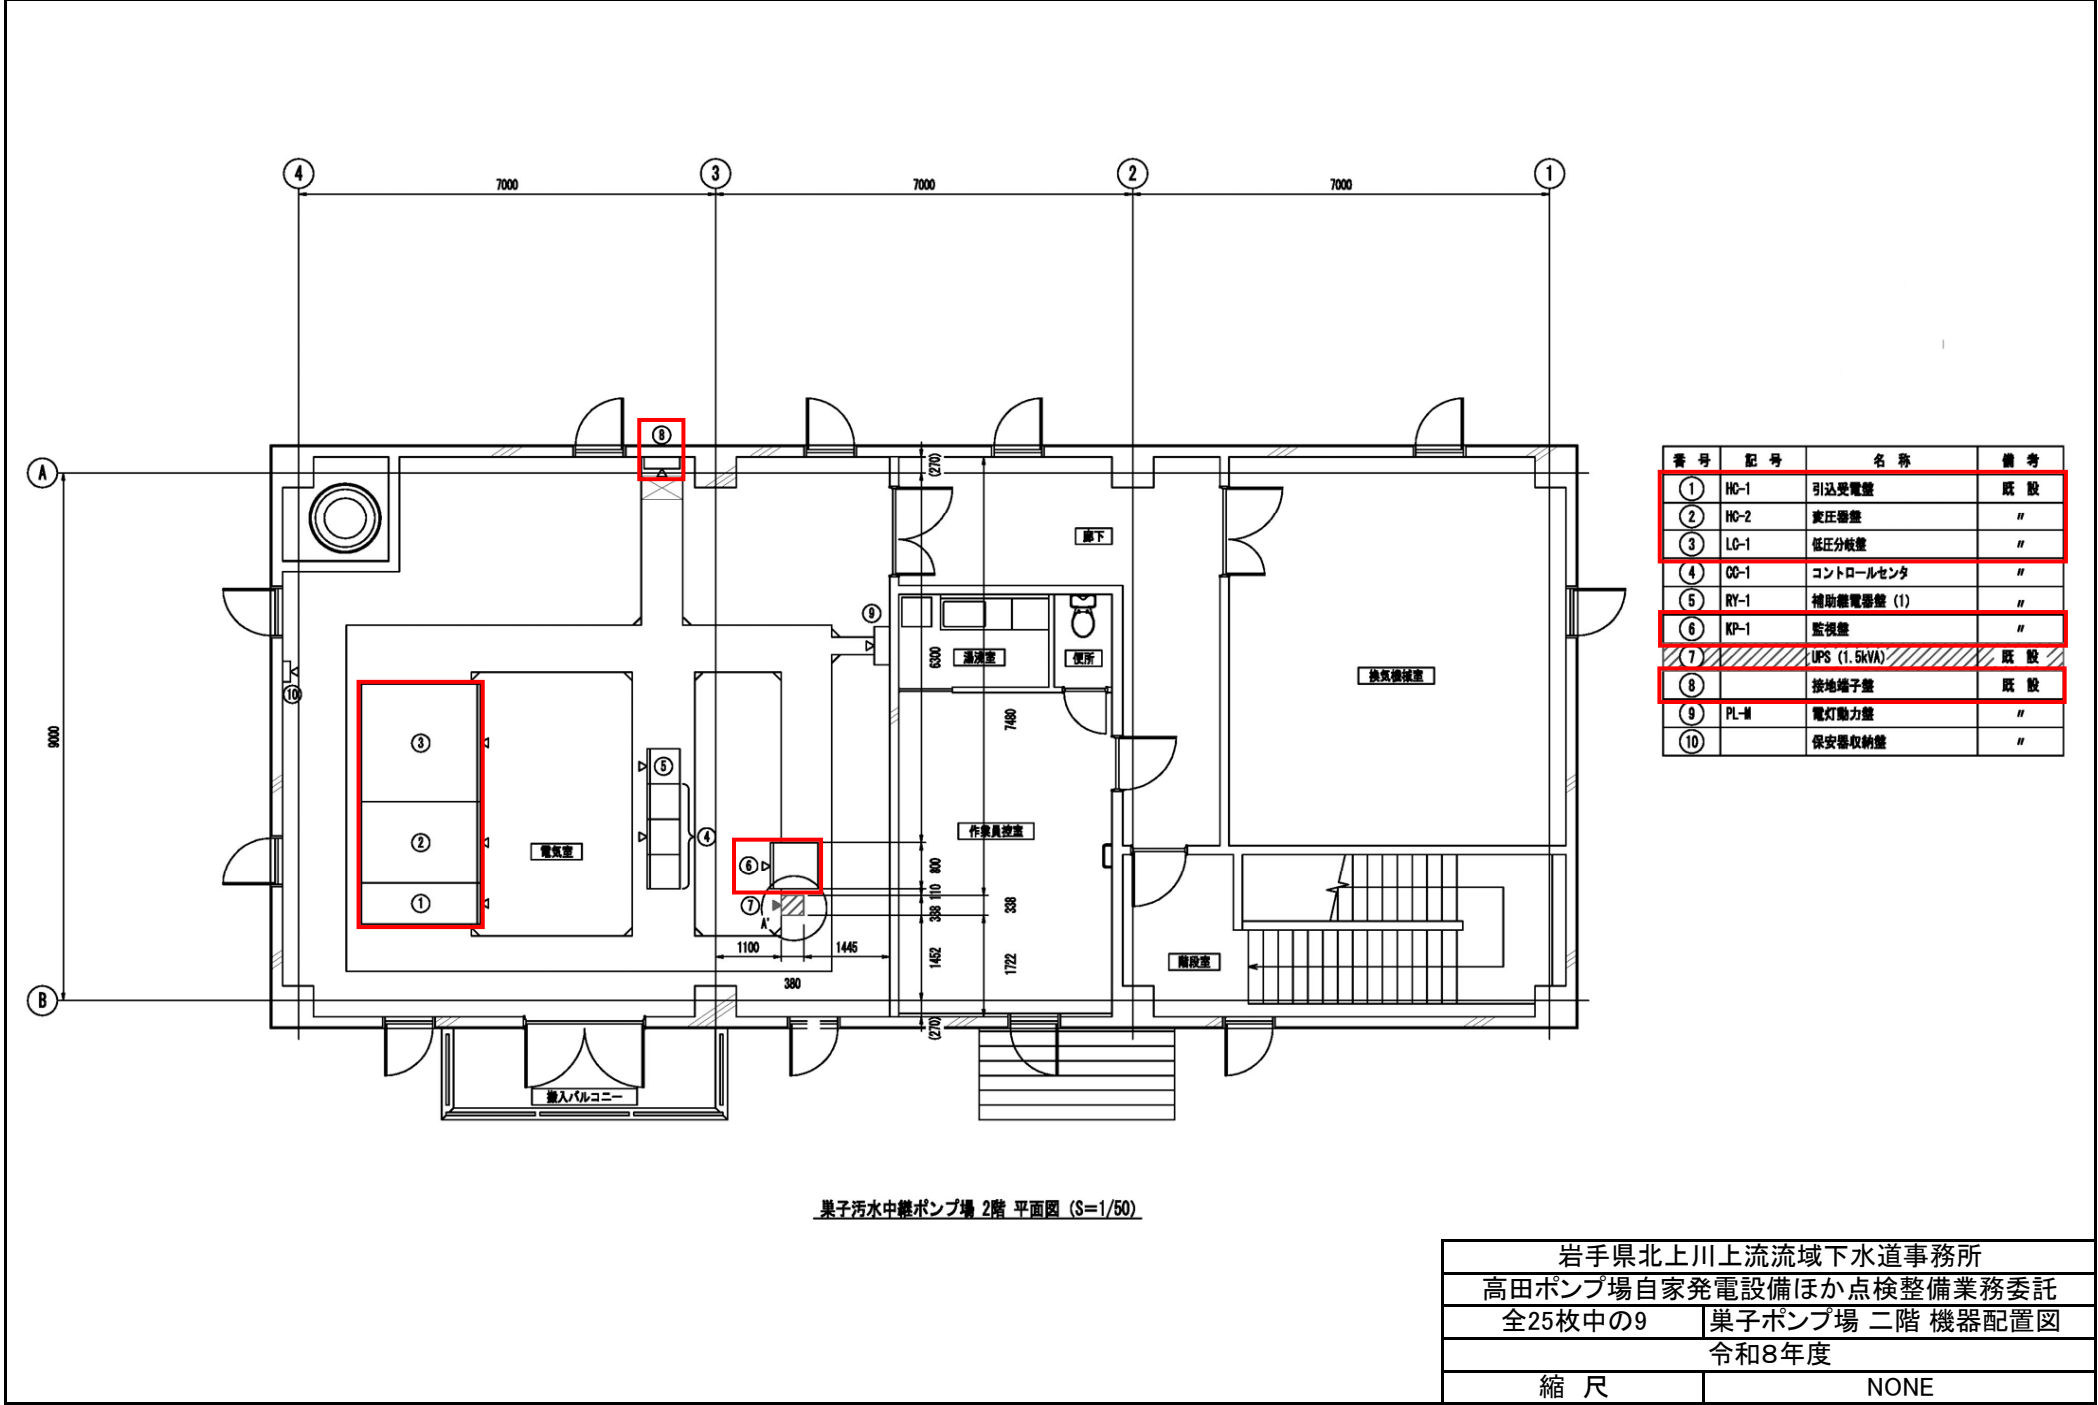 4
3
2
1
7000
7000
7000
A
B
9000
⑧
(270)
廊下
⑨
⑩
6300
湯沸室
便所
換気機械室
7480
③
②
①
電気室
⑤
④
⑥
⑦
A'
作業員控室
800
110
338
338
1100
1445
380
1452
1722
階段室
(270)
搬入バルコニー
番 号 記 号 名 称 備 考
① HC-1 引込受電盤 既 設
② HC-2 変圧器盤 〃
③ LC-1 低圧分岐盤 〃
④ CC-1 コントロールセンタ 〃
⑤ RY-1 補助継電器盤 (1) 〃
⑥ KP-1 監視盤 〃
⑦ UPS (1.5kVA) 既 設
⑧ 接地端子盤 既 設
⑨ PL-M 電灯動力盤 〃
⑩ 保安器収納盤 〃
巣子汚水中継ポンプ場 2階 平面図 (S=1/50)
岩手県北上川上流流域下水道事務所
高田ポンプ場自家発電設備ほか点検整備業務委託
全25枚中の9 巣子ポンプ場 二階 機器配置図
令和8年度
縮 尺 NONE